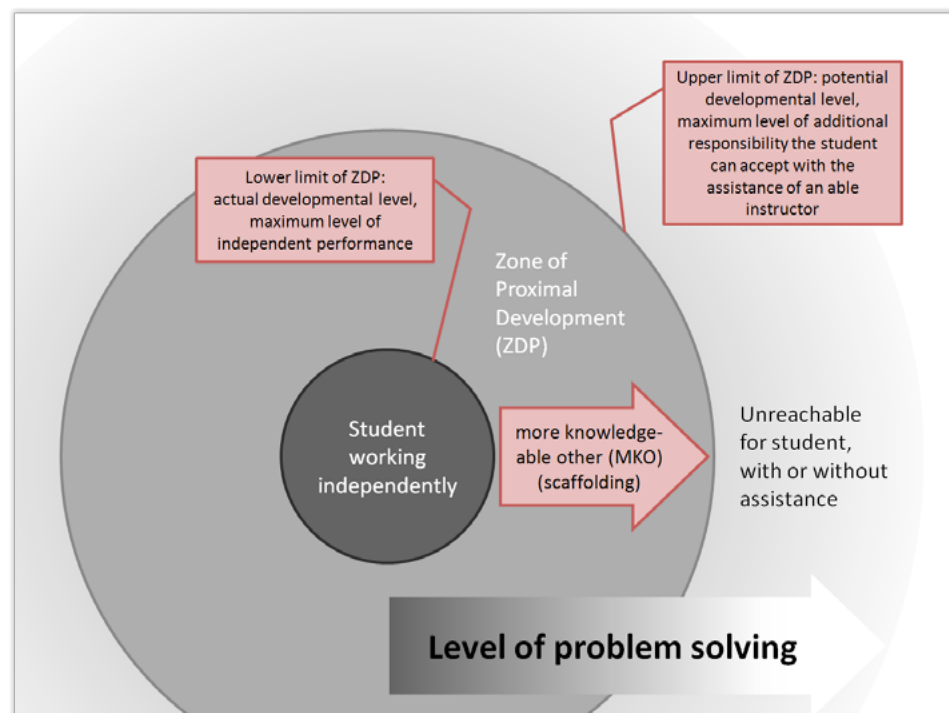 Upper limit of ZDP: potential
developmental level,
maximum level of additional
responsibility the student
can accept with the
assistance of an able
instructor
Lower limit of ZDP:
actual developmental level,
maximum level of
independent performance
Zone of
Proximal
Development
(ZDP)
Student
working
independently
more knowledge-
able other (MKO)
(scaffolding)
Unreachable
for student,
with or without
assistance
Level of problem solving